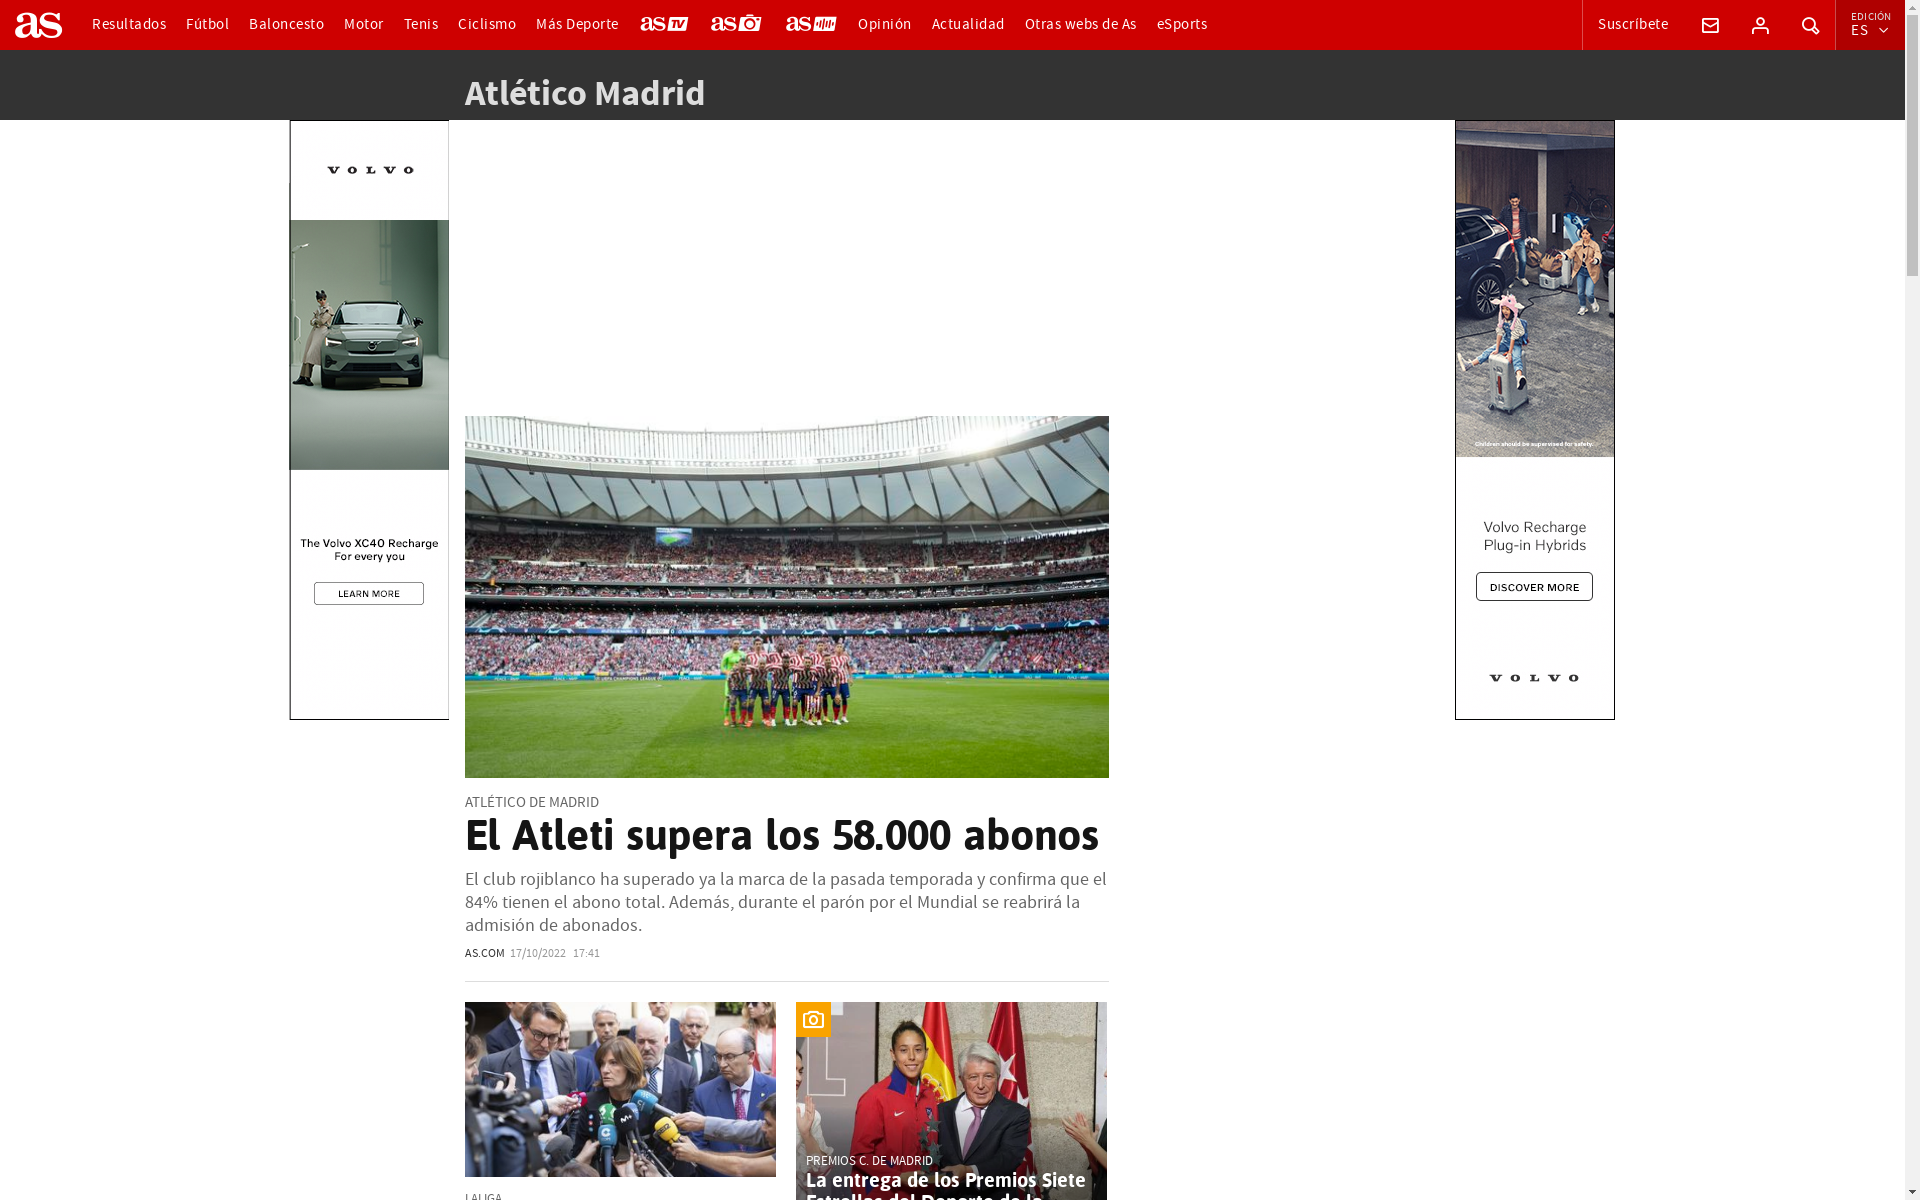 as
Resultados
Fútbol
Baloncesto
Motor
Tenis
Ciclismo
Más Deporte
as TV
as
as
Opinión
Actualidad
Otras webs de As
eSports
Suscríbete
EDICIÓN
ES
Atlético Madrid
VOLVO
The Volvo XC40 Recharge
For every you
LEARN MORE
Children should be supervised for safety.
Volvo Recharge
Plug-in Hybrids
DISCOVER MORE
VOLVO
ATLÉTICO DE MADRID
El Atleti supera los 58.000 abonos
El club rojiblanco ha superado ya la marca de la pasada temporada y confirma que el
84% tienen el abono total. Además, durante el parón por el Mundial se reabrirá la
admisión de abonados.
AS.COM 17/10/2022 17:41
LALIGA
PREMIOS C. DE MADRID
La entrega de los Premios Siete
Estrellas del Deporte de la